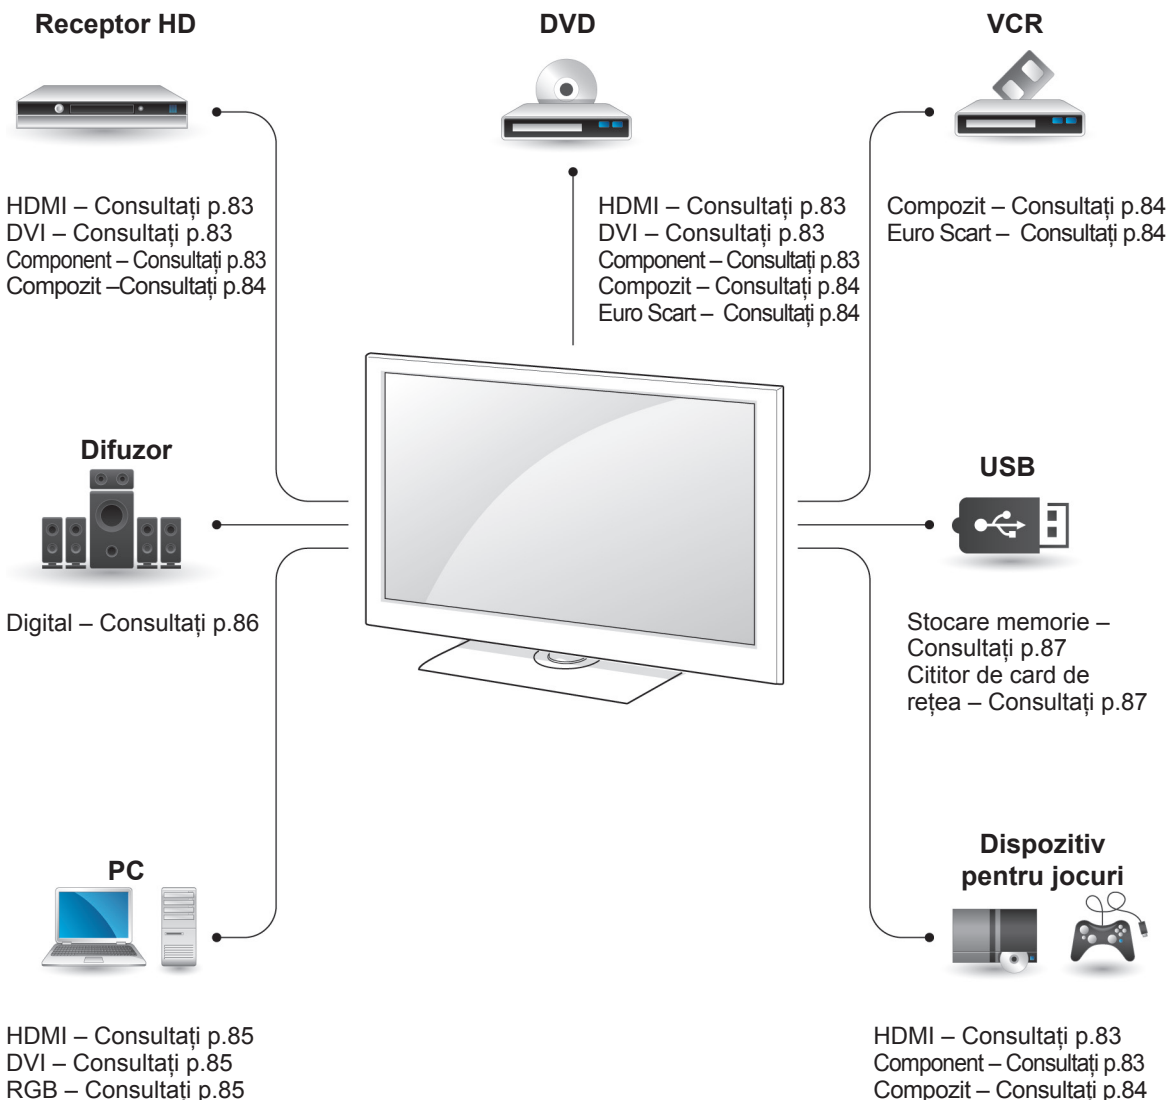 Receptor HD
DVD
VCR
HDMI – Consultați p.83
DVI – Consultați p.83
Component – Consultați p.83
Compozit –Consultați p.84
HDMI – Consultați p.83
DVI – Consultați p.83
Component – Consultați p.83
Compozit – Consultați p.84
Euro Scart – Consultați p.84
Compozit – Consultați p.84
Euro Scart – Consultați p.84
Difuzor
Digital – Consultați p.86
USB
Stocare memorie –
Consultați p.87
Cititor de card de
rețea – Consultați p.87
PC
HDMI – Consultați p.85
DVI – Consultați p.85
RGB – Consultați p.85
Dispozitiv
pentru jocuri
HDMI – Consultați p.83
Component – Consultați p.83
Compozit – Consultați p.84